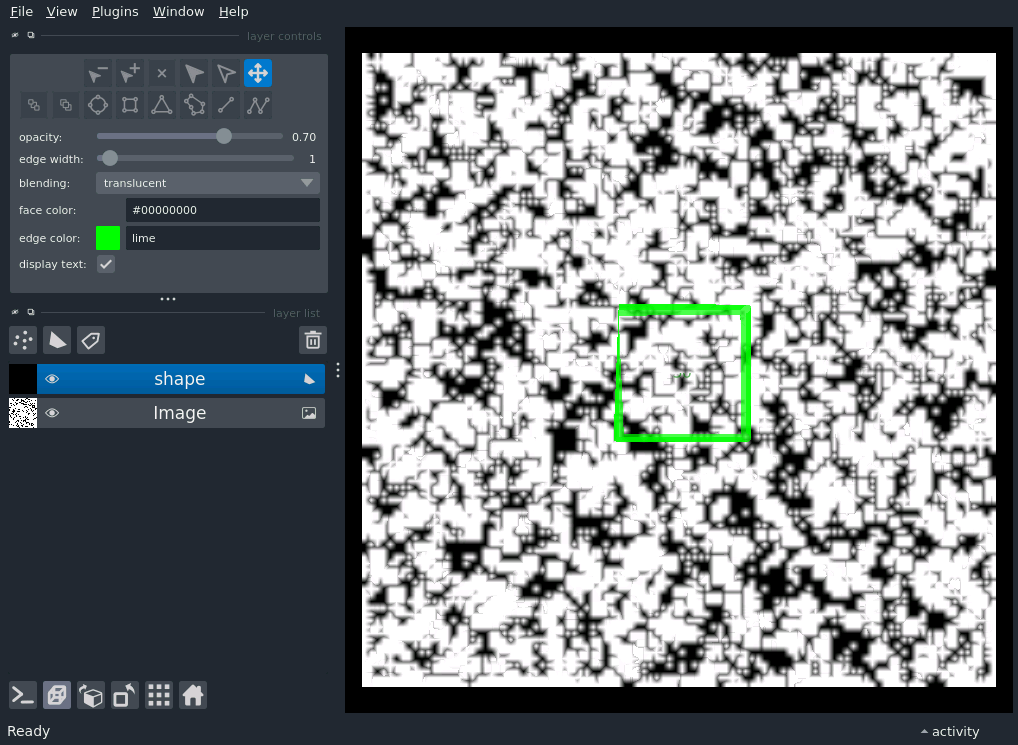 File View Plugins Window Help
layer controls
opacity: 0.70
edge width: 1
blending: translucent
face color: #00000000
edge color: lime
display text:
layer list
shape
Image
Ready
activity